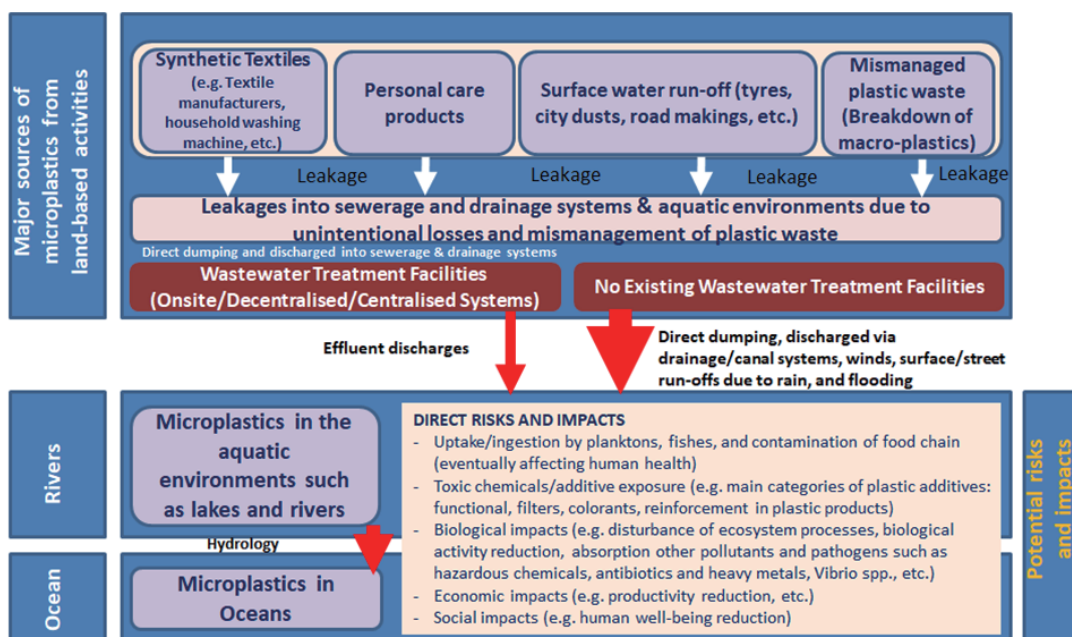 Major sources of
microplastics from
land-based activities
Synthetic Textiles
(e.g. Textile
manufacturers,
household washing
machine, etc.)
Personal care
products
Surface water run-off (tyres,
city dusts, road makings, etc.)
Mismanaged
plastic waste
(Breakdown of
macro-plastics)
Leakage
Leakage
Leakage
Leakage
Leakages into sewerage and drainage systems & aquatic environments due to
unintentional losses and mismanagement of plastic waste
Direct dumping and discharged into sewerage & drainage systems
Wastewater Treatment Facilities
(Onsite/Decentralised/Centralised Systems)
No Existing Wastewater Treatment Facilities
Effluent discharges
Direct dumping, discharged via
drainage/canal systems, winds, surface/street
run-offs due to rain, and flooding
Rivers
Microplastics in the
aquatic
environments such
as lakes and rivers
Hydrology
Ocean
Microplastics in
Oceans
DIRECT RISKS AND IMPACTS
- Uptake/ingestion by planktons, fishes, and contamination of food chain
(eventually affecting human health)
- Toxic chemicals/additive exposure (e.g. main categories of plastic additives:
functional, filters, colorants, reinforcement in plastic products)
- Biological impacts (e.g. disturbance of ecosystem processes, biological
activity reduction, absorption other pollutants and pathogens such as
hazardous chemicals, antibiotics and heavy metals, Vibrio spp., etc.)
- Economic impacts (e.g. productivity reduction, etc.)
- Social impacts (e.g. human well-being reduction)
Potential risks
and impacts